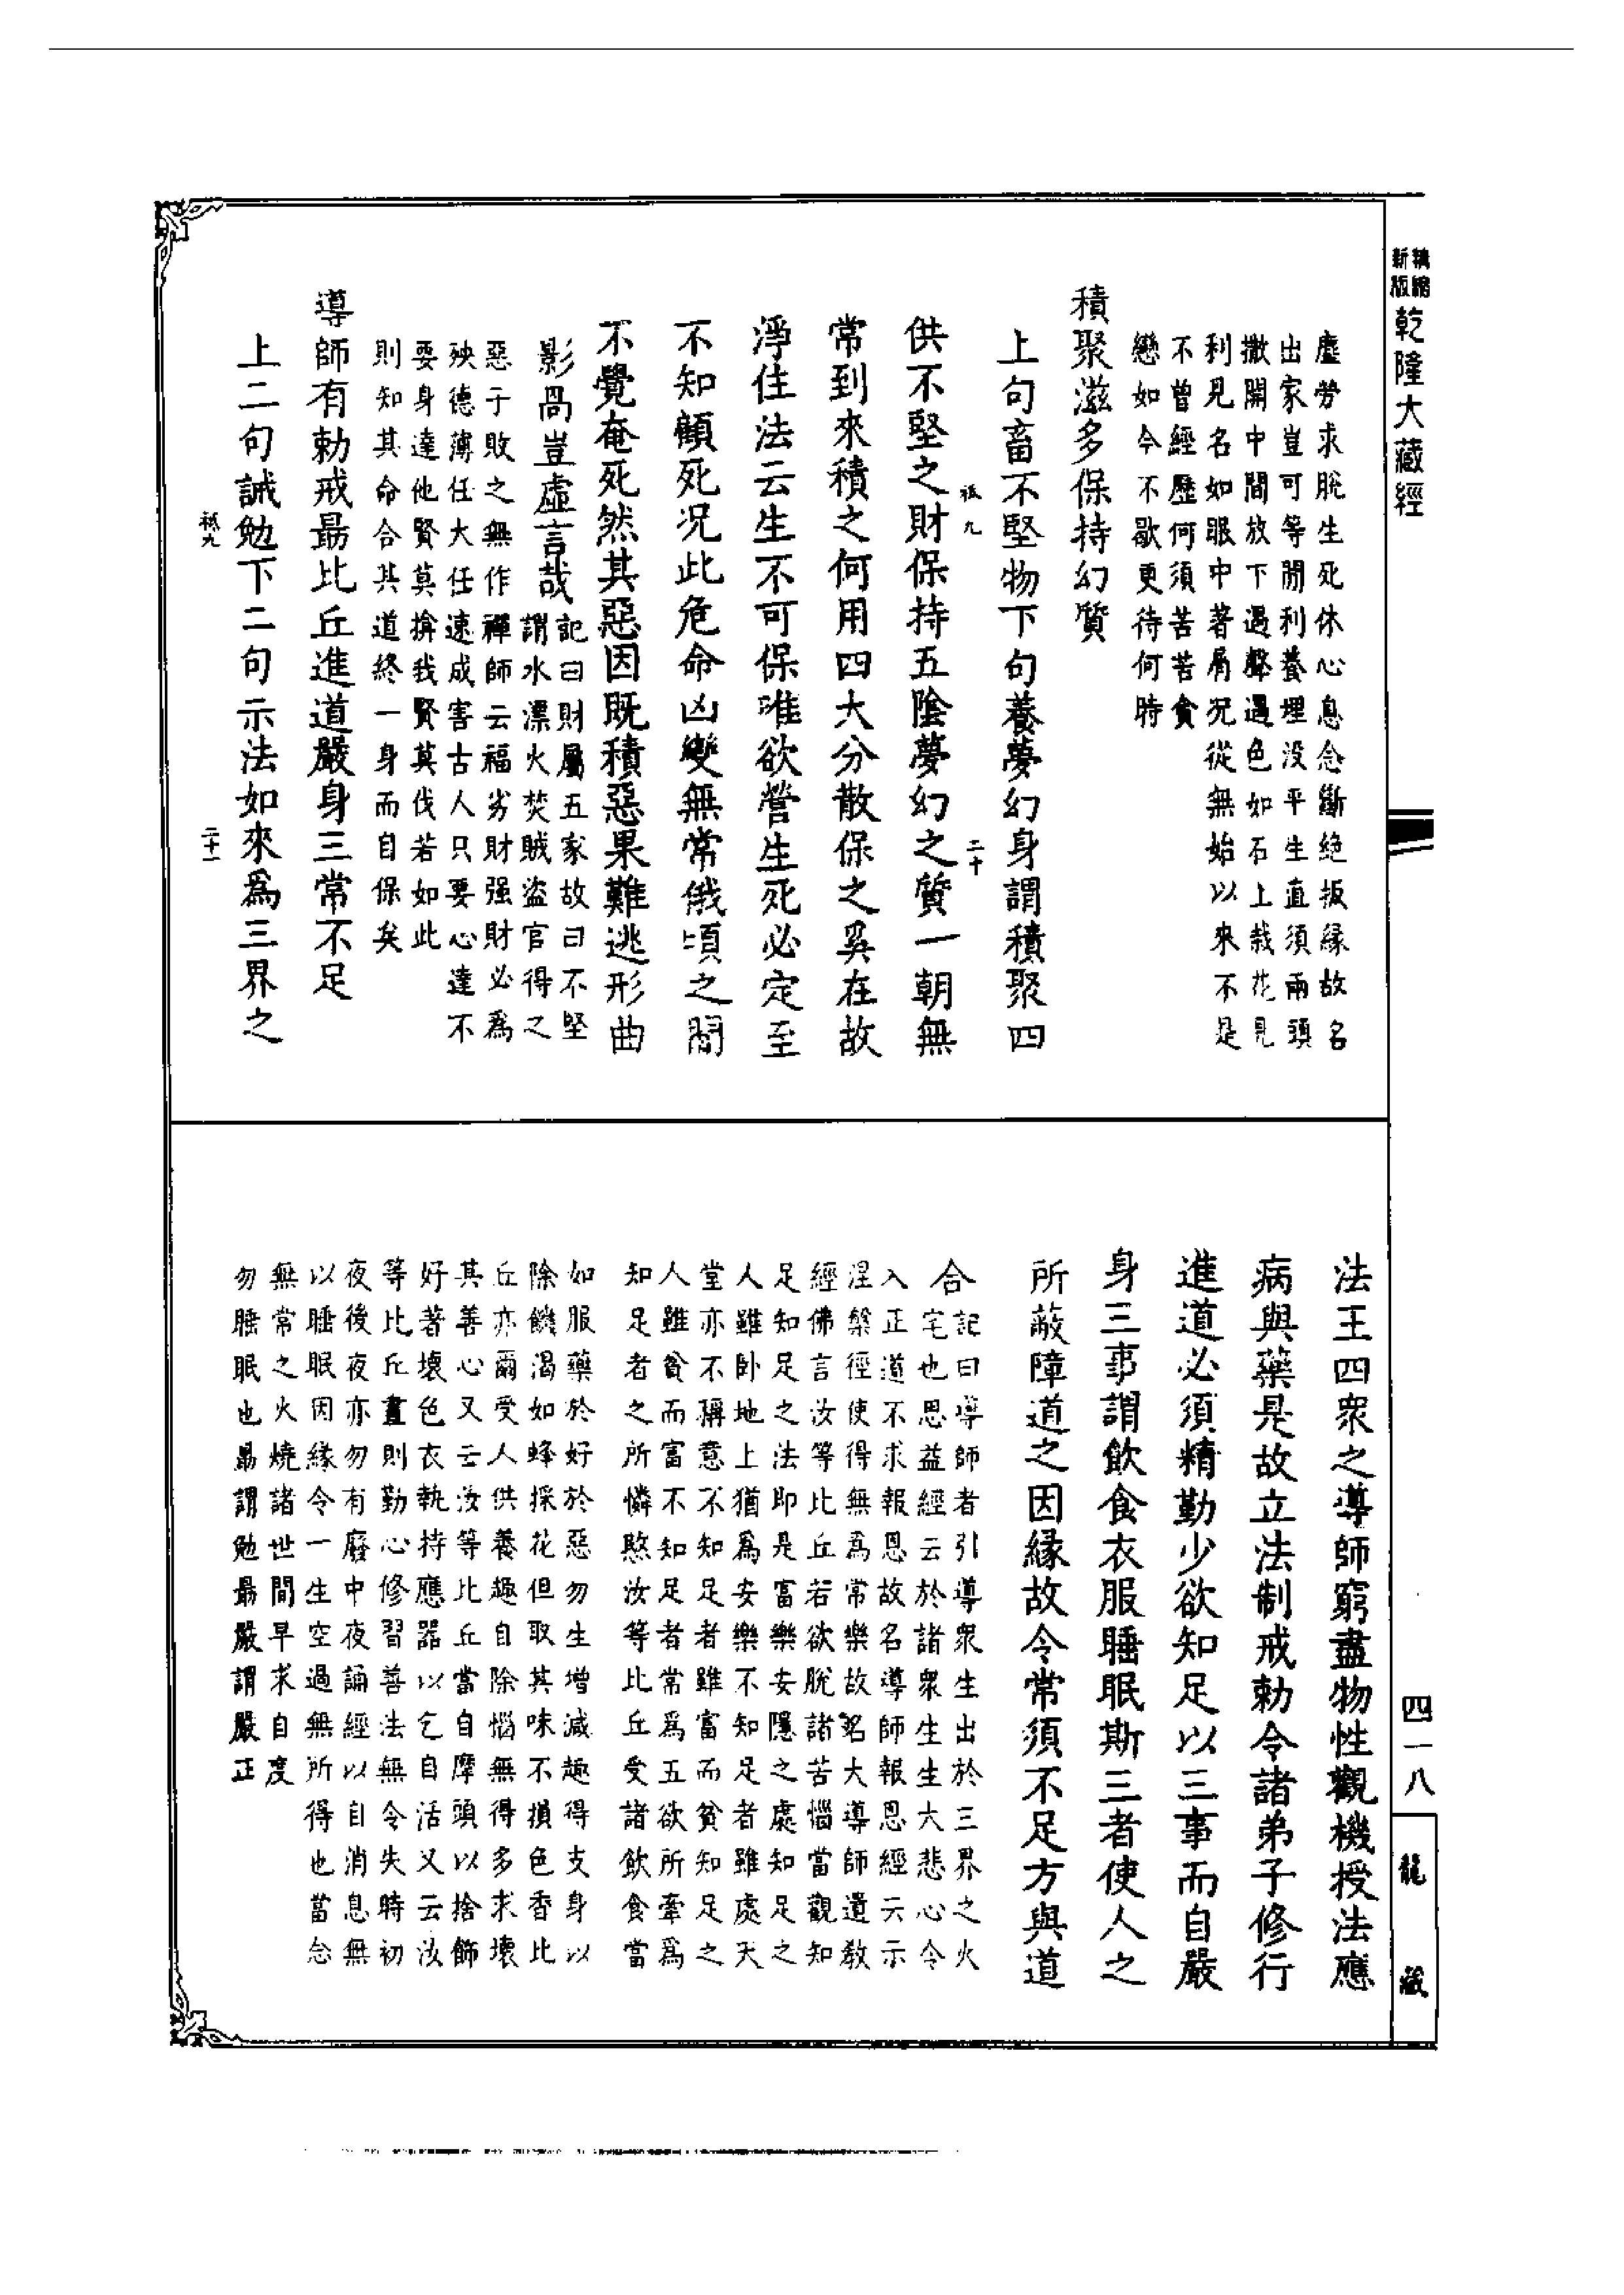 精縮
新版
乾隆大藏經
塵勞求脫生死休心息念斷絶扳緣故名
出家豈可等閒利養埋没平生直須兩頭
撒開中間放下遇聲遇色如石上栽花見
利見名如眼中著屑况從無始以來不是
不曾經歷何須苦苦貪
戀如今不歇更待何時
積聚滋多保持幻質
上句畜不堅物下句養夢幻身謂積聚四
祗九
二十
供不堅之財保持五陰夢幻之質一朝無
常到來積之何用四大分散保之奚在故
淨住法云生不可保唯欲營生死必定至
不知顧死况此危命凶變無常俄頃之間
不覺奄死然其惡因既積惡果難逃形曲
影咼豈虛言哉
記曰財屬五家故曰不堅
謂水漂火焚賊盜官得之
惡子敗之無作禪師云福劣財强財必爲
殃德薄任大任速成害古人只要心達不
要身達他賢莫揜我賢莫伐若如此
則知其命合其道終一身而自保矣
導師有勅戒勗比丘進道嚴身三常不足
上二句誡勉下二句示法如來爲三界之
祗九
二十一
法王四衆之導師窮盡物性觀機授法應
病與藥是故立法制戒勅令諸弟子修行
進道必須精勤少欲知足以三事而自嚴
身三事謂飲食衣服睡眠斯三者使人之
所蔽障道之因緣故令常須不足方與道
合
記曰導師者引導衆生出於三界之火
宅也思益經云於諸衆生生大悲心令
入正道不求報恩故名導師報恩經云示
涅槃徑使得無爲常樂故名大導師遺教
經佛言汝等比丘若欲脫諸苦惱當觀知
足知足之法即是富樂安隱之處知足之
人雖卧地上猶爲安樂不知足者雖處天
堂亦不稱意不知足者雖富而貧知足之
人雖貧而富不知足者常爲五欲所牽爲
知足者之所憐愍汝等比丘受諸飲食當
如服藥於好於惡勿生增減趣得支身以
除饑渴如蜂採花但取其味不損色香比
丘亦爾受人供養趣自除惱無得多求壞
其善心又云汝等比丘當自摩頭以捨飾
好著壞色衣執持應器以乞自活又云汝
等比丘晝則勤心修習善法無令失時初
夜後夜亦勿有廢中夜誦經以自消息無
以睡眠因緣令一生空過無所得也當念
無常之火燒諸世間早求自度
勿睡眠也勗謂勉勗嚴謂嚴正
四一八
龍藏